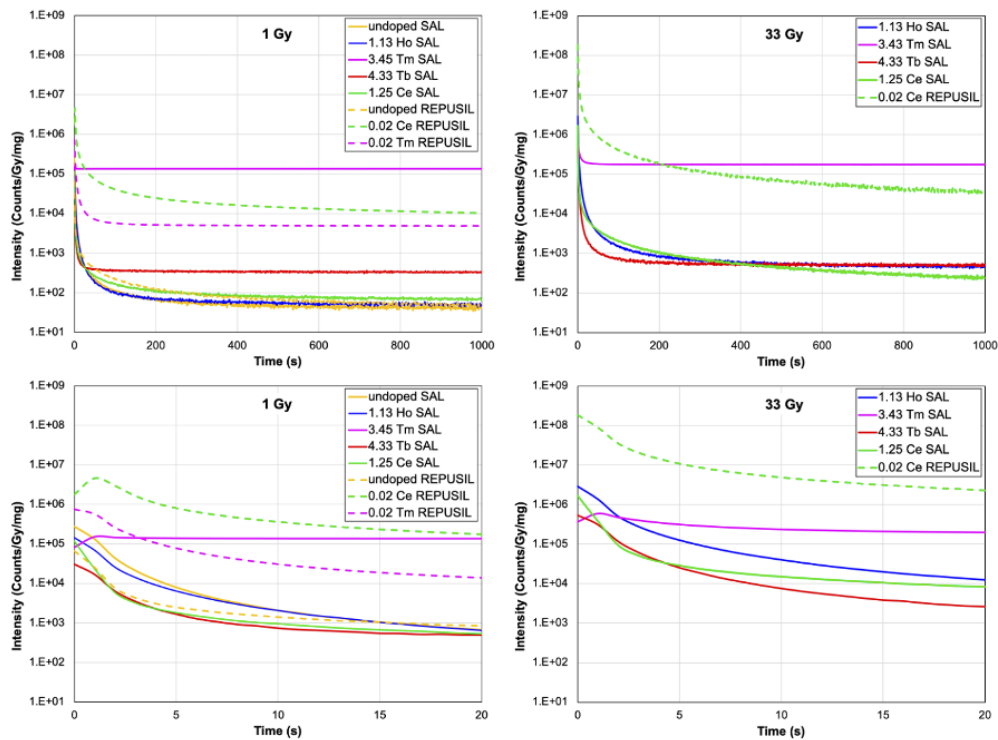 1 Gy
undoped SAL
1.13 Ho SAL
3.45 Tm SAL
4.33 Tb SAL
1.25 Ce SAL
undoped REPUSIL
0.02 Ce REPUSIL
0.02 Tm REPUSIL
Intensity (Counts/Gy/mg)
1.E+09
1.E+08
1.E+07
1.E+06
1.E+05
1.E+04
1.E+03
1.E+02
1.E+01
0 200 400 600 800 1000
Time (s)
33 Gy
1.13 Ho SAL
3.43 Tm SAL
4.33 Tb SAL
1.25 Ce SAL
0.02 Ce REPUSIL
Intensity (Counts/Gy/mg)
1.E+09
1.E+08
1.E+07
1.E+06
1.E+05
1.E+04
1.E+03
1.E+02
1.E+01
0 200 400 600 800 1000
Time (s)
1 Gy
undoped SAL
1.13 Ho SAL
3.45 Tm SAL
4.33 Tb SAL
1.25 Ce SAL
undoped REPUSIL
0.02 Ce REPUSIL
0.02 Tm REPUSIL
Intensity (Counts/Gy/mg)
1.E+09
1.E+08
1.E+07
1.E+06
1.E+05
1.E+04
1.E+03
1.E+02
1.E+01
0 5 10 15 20
Time (s)
33 Gy
1.13 Ho SAL
3.43 Tm SAL
4.33 Tb SAL
1.25 Ce SAL
0.02 Ce REPUSIL
Intensity (Counts/Gy/mg)
1.E+09
1.E+08
1.E+07
1.E+06
1.E+05
1.E+04
1.E+03
1.E+02
1.E+01
0 5 10 15 20
Time (s)